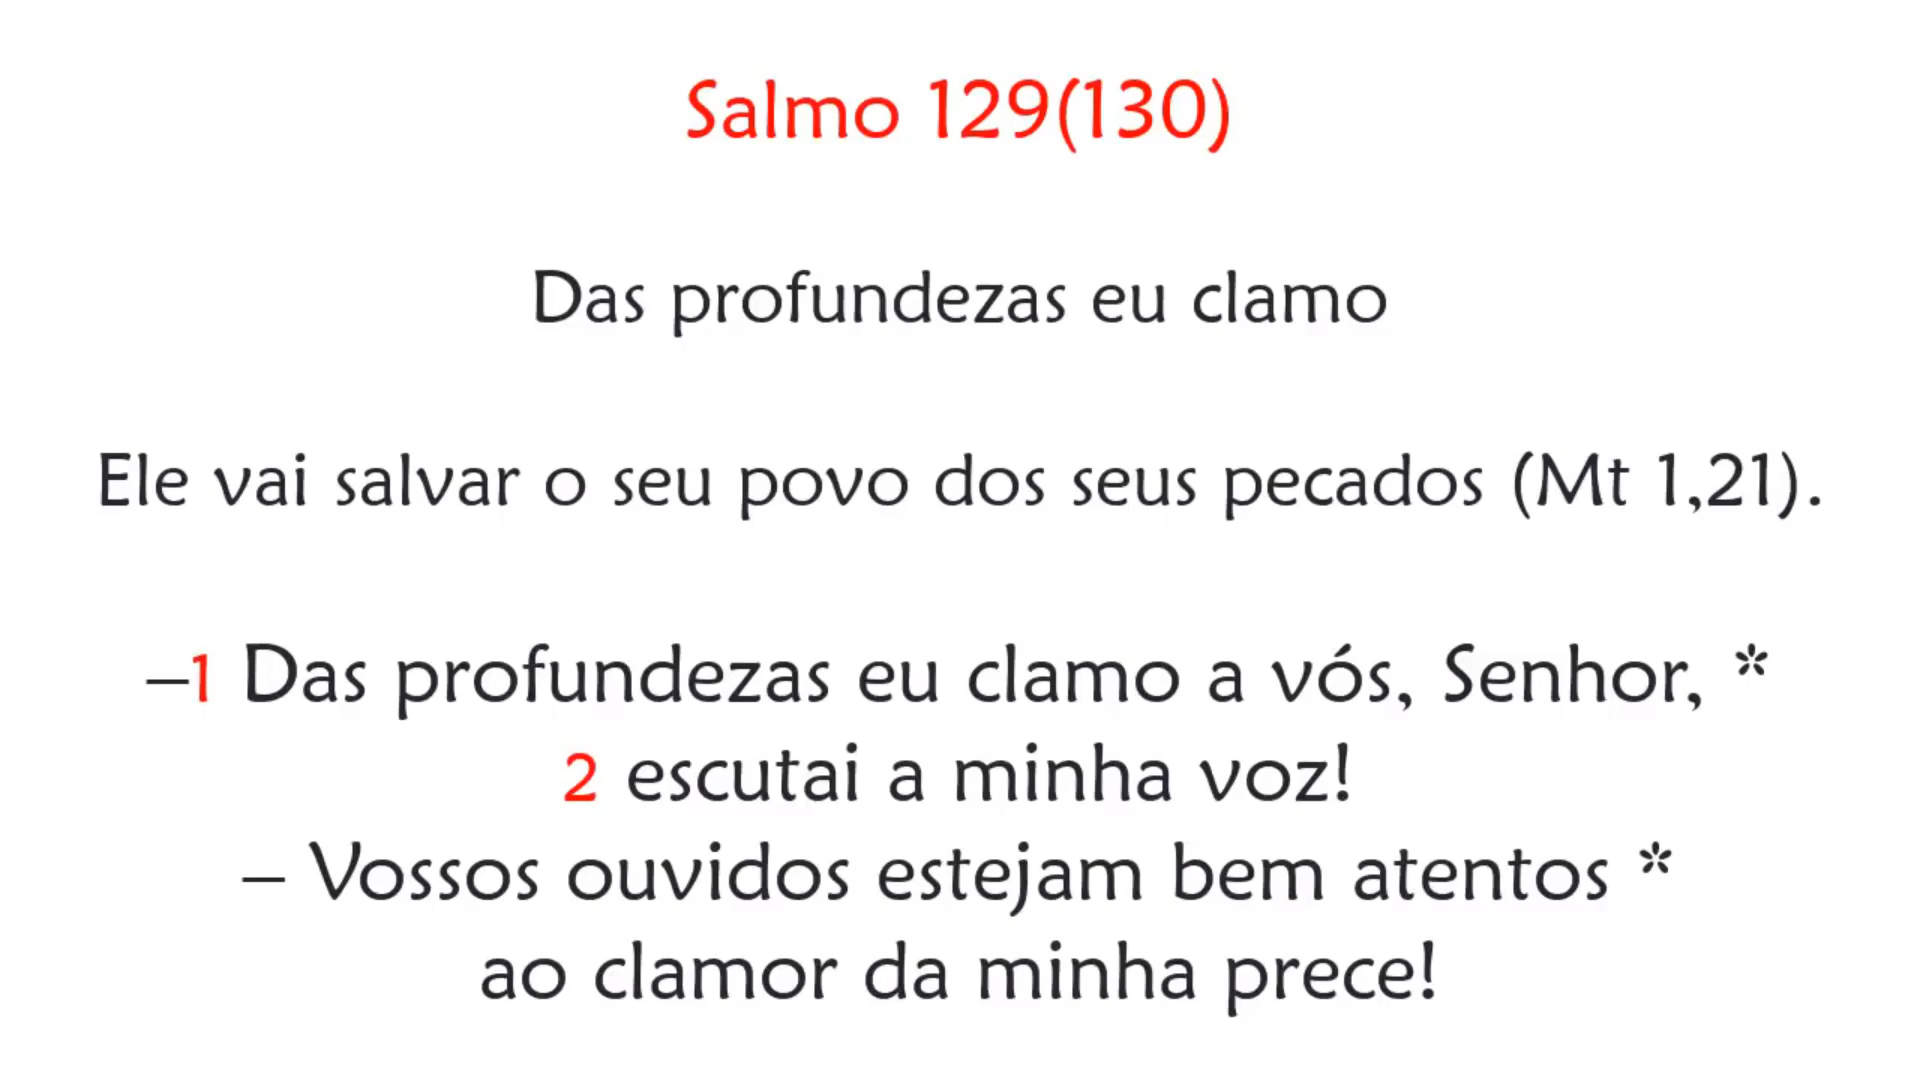 Salmo 129(130)
Das profundezas eu clamo
Ele vai salvar o seu povo dos seus pecados (Mt 1,21).
–1 Das profundezas eu clamo a vós, Senhor, *
2 escutai a minha voz!
– Vossos ouvidos estejam bem atentos *
ao clamor da minha prece!